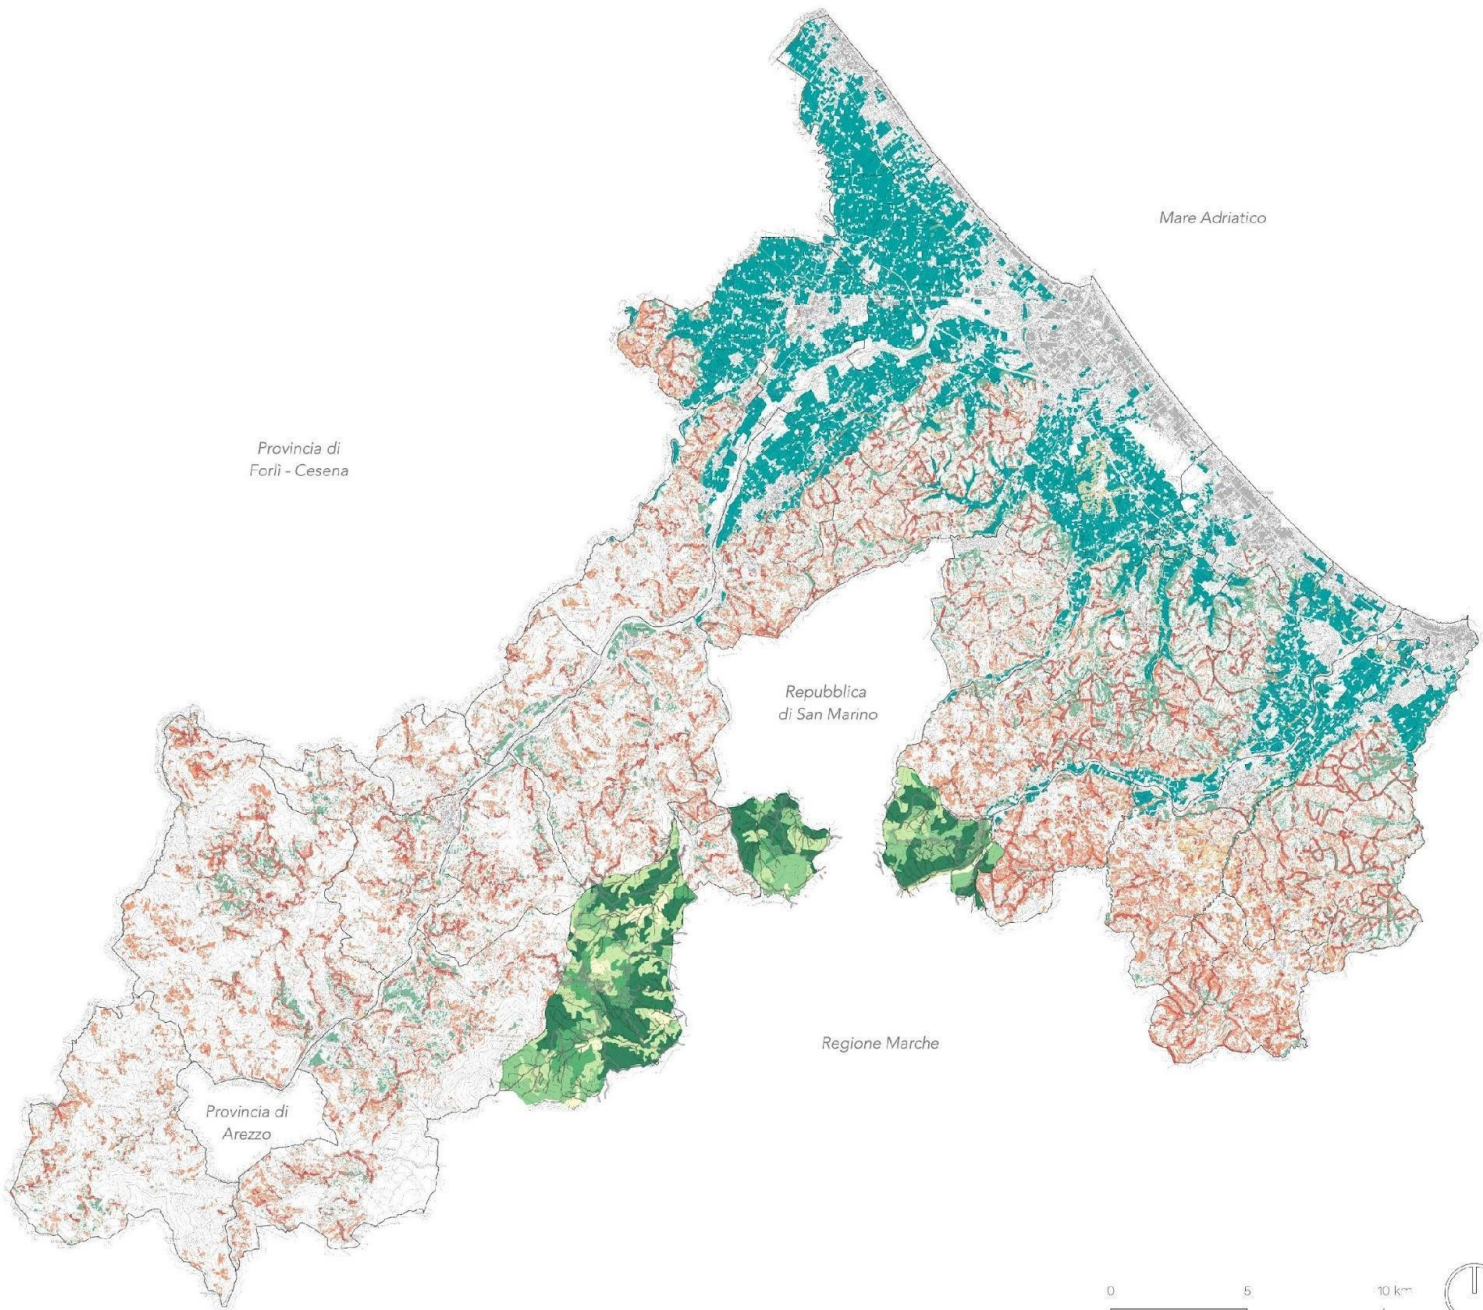 Mare Adriatico
Provincia di
Forlì - Cesena
Repubblica
di San Marino
Regione Marche
Provincia di
Arezzo
0 5 10 km